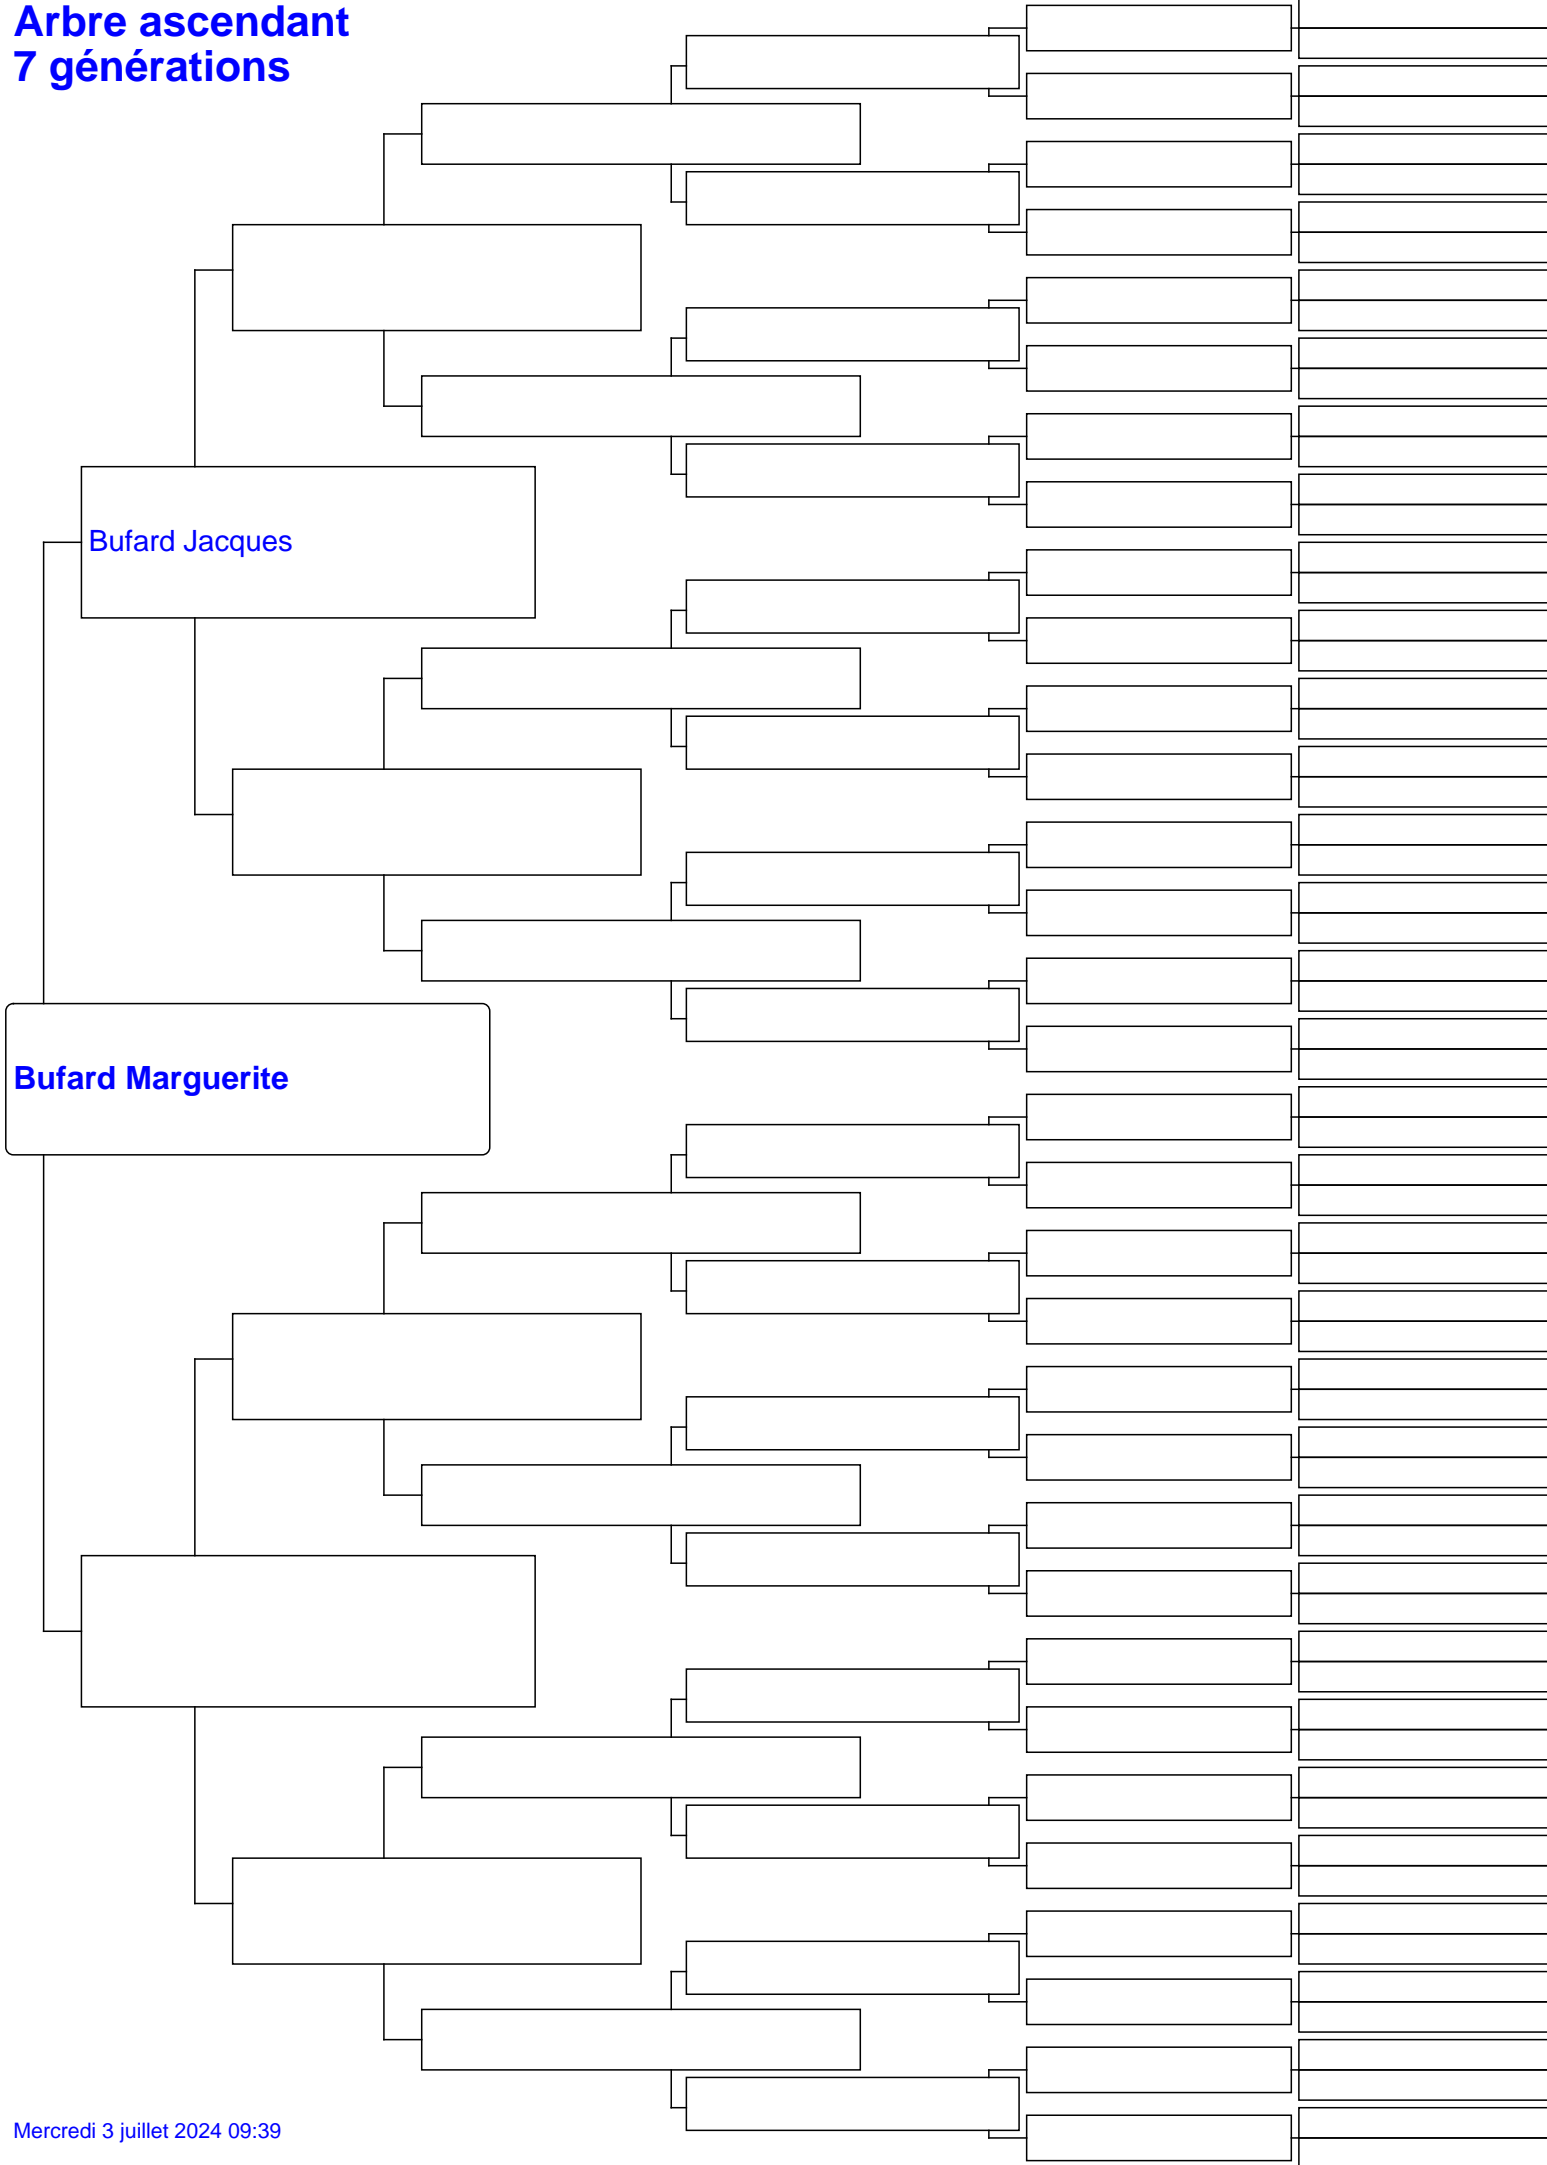 Arbre ascendant
7 générations
Bufard Jacques
Bufard Marguerite
Mercredi 3 juillet 2024 09:39